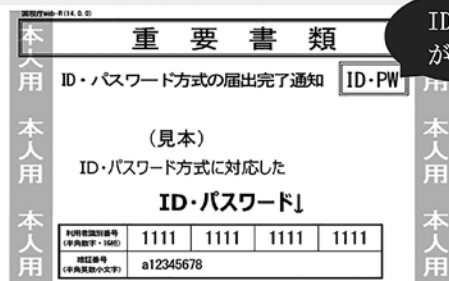 国税庁web-R(14.0.0)
重要書類
ID
が
ID・パスワード方式の届出完了通知 ID・PW
(見本)
ID・パスワード方式に対応した
ID・パスワード↓
利用者識別番号
(半角数字・16桁)
1111 1111 1111 1111
暗証番号
(半角英数小文字)
a12345678
本人用
本人用
本人用
本人用
本人用
本人用